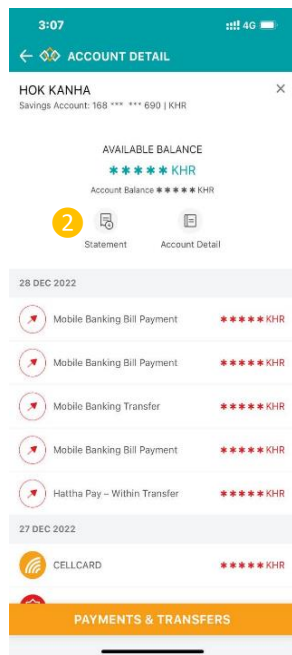 3:07 4G
← ACCOUNT DETAIL
HOK KANHA ×
Savings Account: 168 *** *** 690 | KHR
AVAILABLE BALANCE
***** KHR
Account Balance ***** KHR
2
Statement Account Detail
28 DEC 2022
Mobile Banking Bill Payment *****KHR
Mobile Banking Bill Payment *****KHR
Mobile Banking Transfer *****KHR
Mobile Banking Bill Payment *****KHR
Hattha Pay – Within Transfer *****KHR
27 DEC 2022
CELLCARD *****KHR
PAYMENTS & TRANSFERS